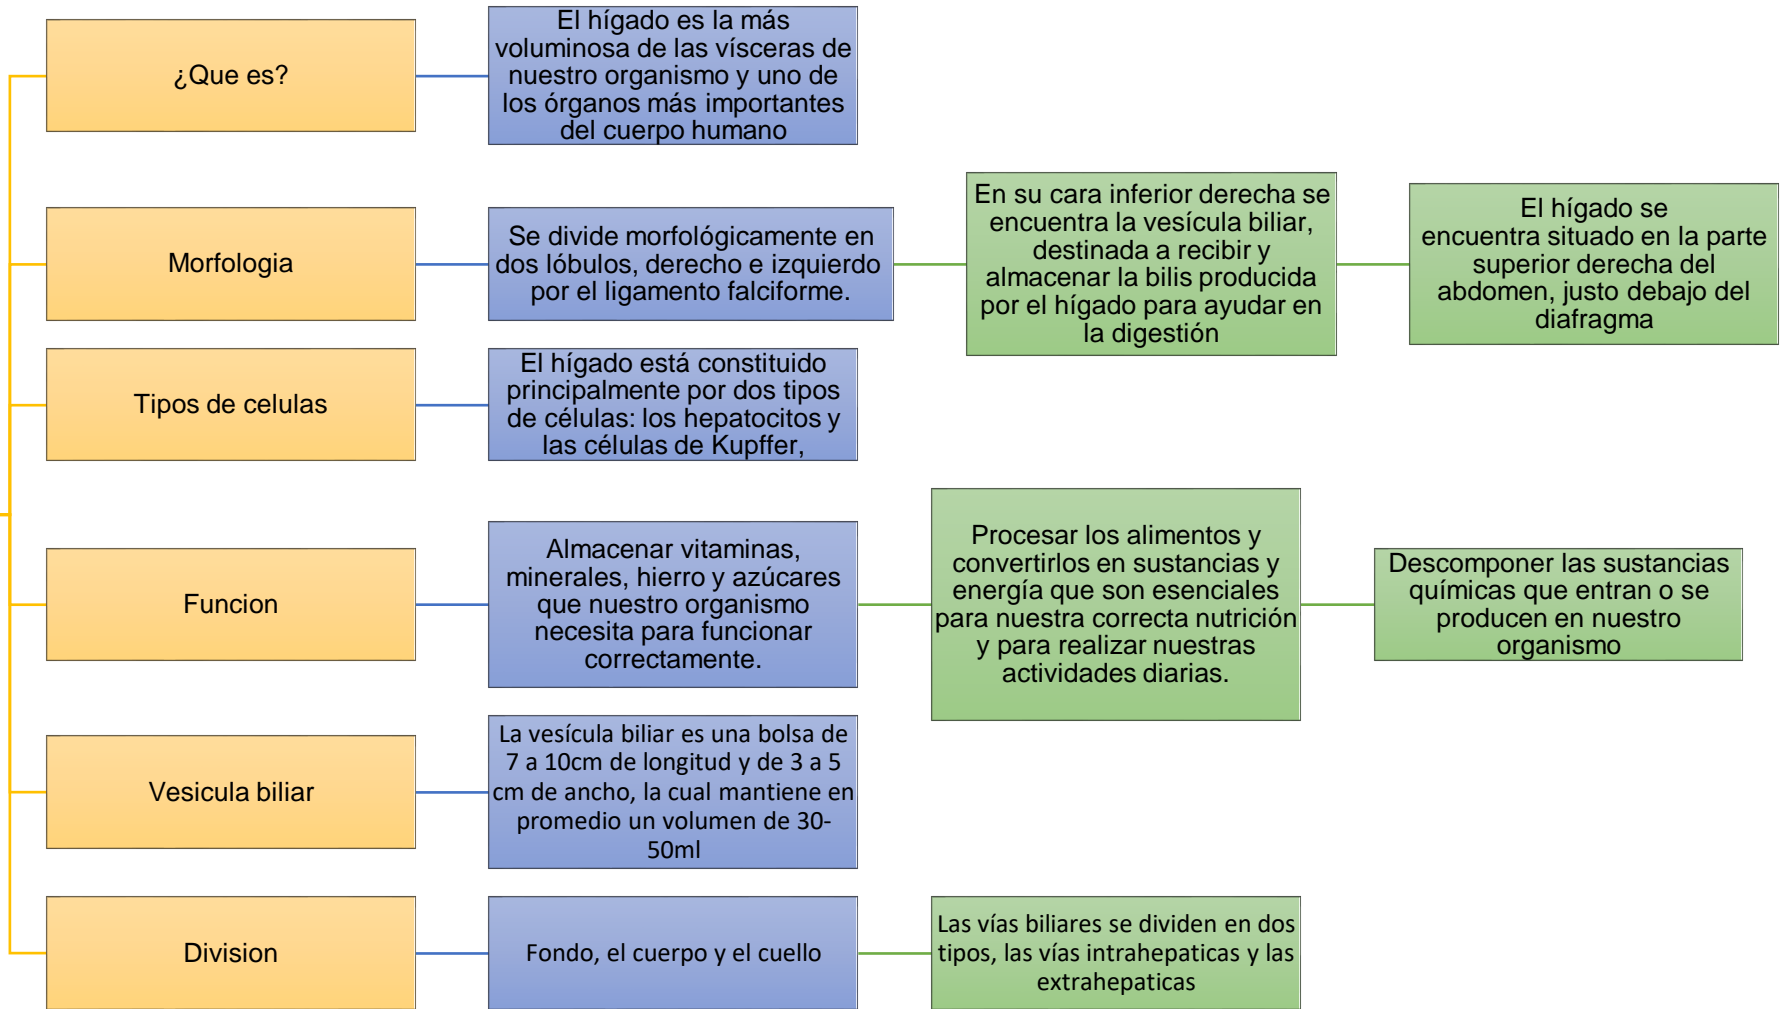 ¿Que es?
El hígado es la más
voluminosa de las vísceras de
nuestro organismo y uno de
los órganos más importantes
del cuerpo humano
Morfologia
Se divide morfológicamente en
dos lóbulos, derecho e izquierdo
por el ligamento falciforme.
En su cara inferior derecha se
encuentra la vesícula biliar,
destinada a recibir y
almacenar la bilis producida
por el hígado para ayudar en
la digestión
El hígado se
encuentra situado en la parte
superior derecha del
abdomen, justo debajo del
diafragma
Tipos de celulas
El hígado está constituido
principalmente por dos tipos
de células: los hepatocitos y
las células de Kupffer,
Funcion
Almacenar vitaminas,
minerales, hierro y azúcares
que nuestro organismo
necesita para funcionar
correctamente.
Procesar los alimentos y
convertirlos en sustancias y
energía que son esenciales
para nuestra correcta nutrición
y para realizar nuestras
actividades diarias.
Descomponer las sustancias
químicas que entran o se
producen en nuestro
organismo
Vesicula biliar
La vesícula biliar es una bolsa de
7 a 10cm de longitud y de 3 a 5
cm de ancho, la cual mantiene en
promedio un volumen de 30-
50ml
Division
Fondo, el cuerpo y el cuello
Las vías biliares se dividen en dos
tipos, las vías intrahepaticas y las
extrahepaticas